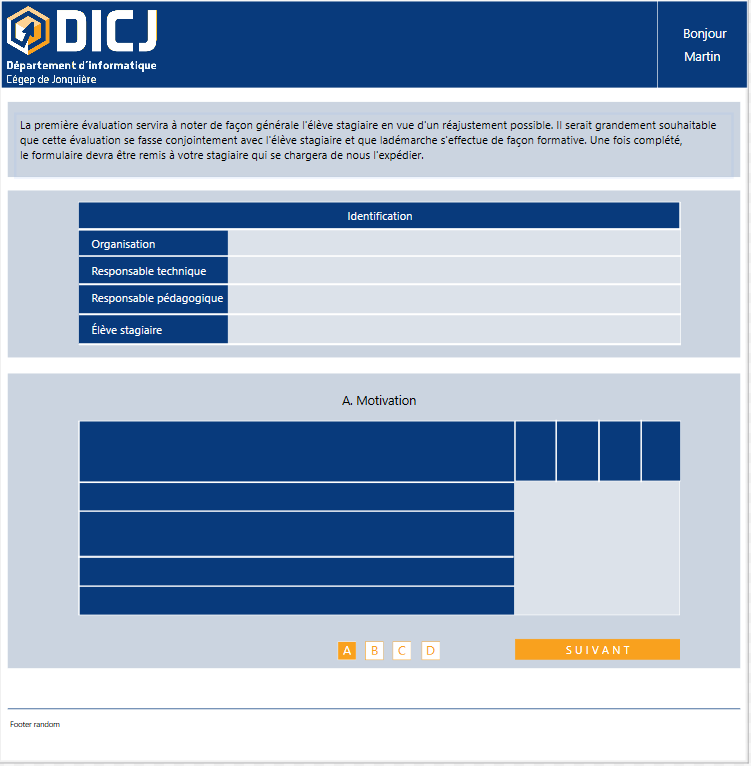 DICJ
Département d'informatique
Cégep de Jonquière
Bonjour
Martin
La première évaluation servira à noter de façon générale l'élève stagiaire en vue d'un réajustement possible. Il serait grandement souhaitable
que cette évaluation se fasse conjointement avec l'élève stagiaire et que ladémarche s'effectue de façon formative. Une fois complété,
le formulaire devra être remis à votre stagiaire qui se chargera de nous l'expédier.
Identification
Organisation
Responsable technique
Responsable pédagogique
Élève stagiaire
A. Motivation
A B C D
SUIVANT
Footer random